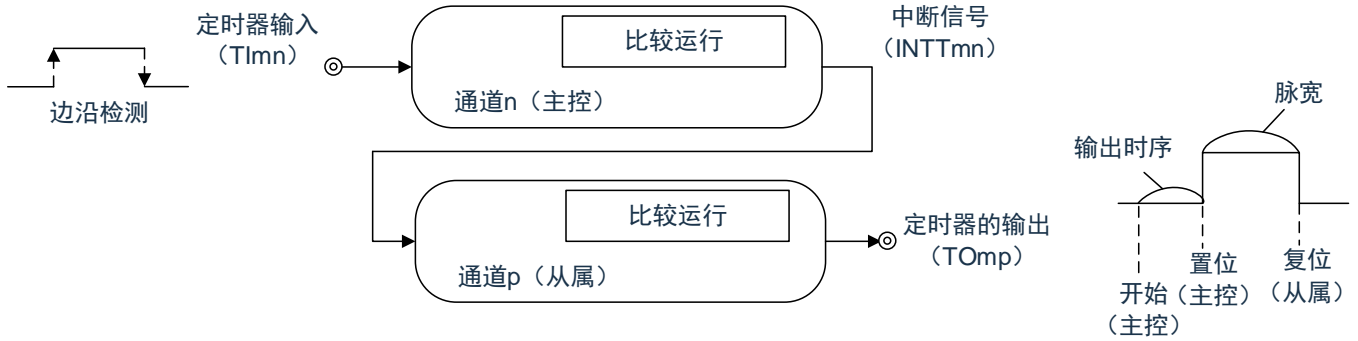 定时器输入
（TImn）
边沿检测
比较运行
通道n（主控）
中断信号
（INTTmn）
比较运行
通道p（从属）
定时器的输出
（TOmp）
脉宽
输出时序
置位
（主控）
复位
（从属）
开始
（主控）